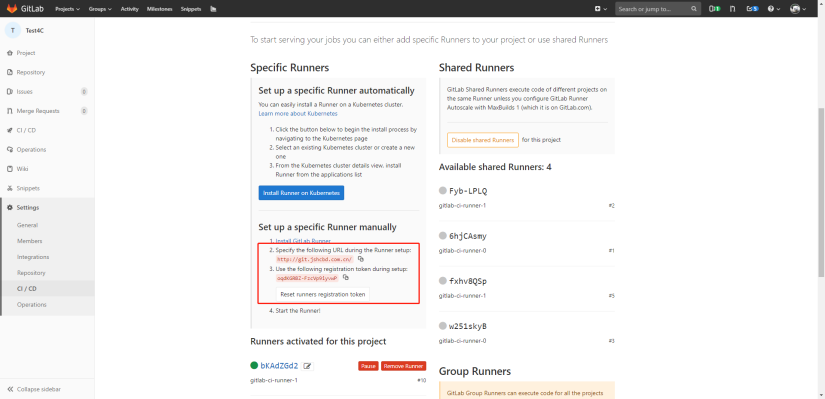 GitLab
Projects
Groups
Activity
Milestones
Snippets
Search or jump to...
T
Test4C
Project
Repository
Issues 0
Merge Requests 0
CI / CD
Operations
Wiki
Snippets
Settings
General
Members
Integrations
Repository
CI / CD
Operations
Collapse sidebar
To start serving your jobs you can either add specific Runners to your project or use shared Runners
Specific Runners
Set up a specific Runner automatically
You can easily install a Runner on a Kubernetes cluster.
Learn more about Kubernetes
1. Click the button below to begin the install process by
navigating to the Kubernetes page
2. Select an existing Kubernetes cluster or create a new
one
3. From the Kubernetes cluster details view, install
Runner from the applications list
Install Runner on Kubernetes
Set up a specific Runner manually
1. Install GitLab Runner
2. Specify the following URL during the Runner setup:
3. Use the following registration token during setup:
Reset runners registration token
4. Start the Runner!
Runners activated for this project
bKAdZGd2
Pause
Remove Runner
gitlab-ci-runner-1
#10
Shared Runners
GitLab Shared Runners execute code of different projects on
the same Runner unless you configure GitLab Runner
Autoscale with MaxBuilds 1 (which it is on GitLab.com).
Disable shared Runners
for this project
Available shared Runners: 4
Fyb-LPLQ
gitlab-ci-runner-1
#2
6hjCAsmy
gitlab-ci-runner-0
#1
fxhv8QSp
gitlab-ci-runner-1
#5
w251skyB
gitlab-ci-runner-0
#3
Group Runners
GitLab Group Runners can execute code for all the projects